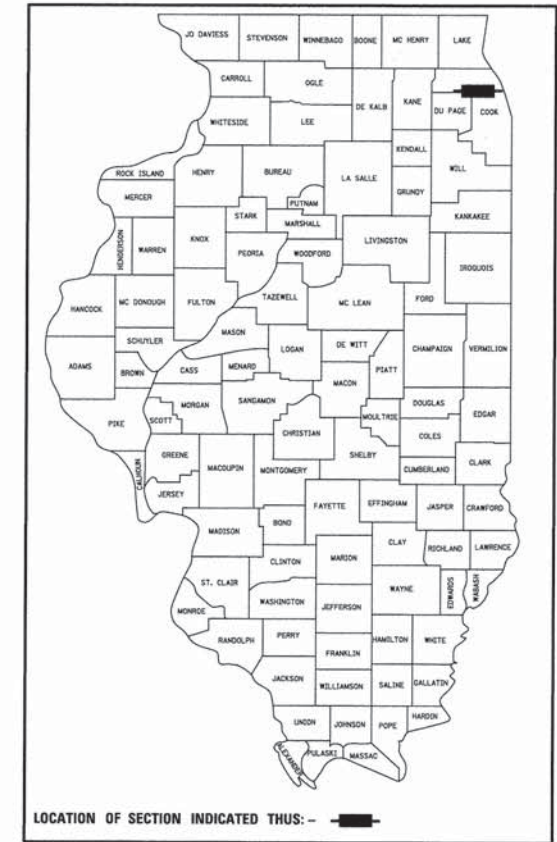 JO DAVIESS STEVENSON WINNEBAGO BOONE MC HENRY LAKE
CARROLL OGLE DE KALB KANE DU PAGE COOK
WHITESIDE LEE
KENDALL WILL
ROCK ISLAND HENRY BUREAU LA SALLE GRUNDY
MERCER PUTNAM
KANKAKEE
STARK MARSHALL
HENDERSON WARREN KNOX PEORIA WOODFORD LIVINGSTON IROQUOIS
HANCOCK MC DONOUGH FULTON TAZEWELL MC LEAN FORD
SCHUYLER MASON LOGAN DE WITT CHAMPAIGN VERMILION
ADAMS BROWN CASS MENARD MACON PIATT
PIKE SCOTT MORGAN SANGAMON MOULTRIE DOUGLAS EDGAR
CHRISTIAN COLES
CALHOUN GREENE MACOUPIN MONTGOMERY SHELBY CUMBERLAND CLARK
JERSEY FAYETTE EFFINGHAM JASPER CRAWFORD
MADISON BOND
CLAY RICHLAND LAWRENCE
CLINTON MARION
ST. CLAIR WAYNE EDWARDS WABASH
WASHINGTON JEFFERSON
MONROE
RANDOLPH PERRY HAMILTON WHITE
FRANKLIN
JACKSON WILLIAMSON SALINE GALLATIN
UNION JOHNSON POPE HARDIN
ALEXANDER PULASKI MASSAC
LOCATION OF SECTION INDICATED THUS: –